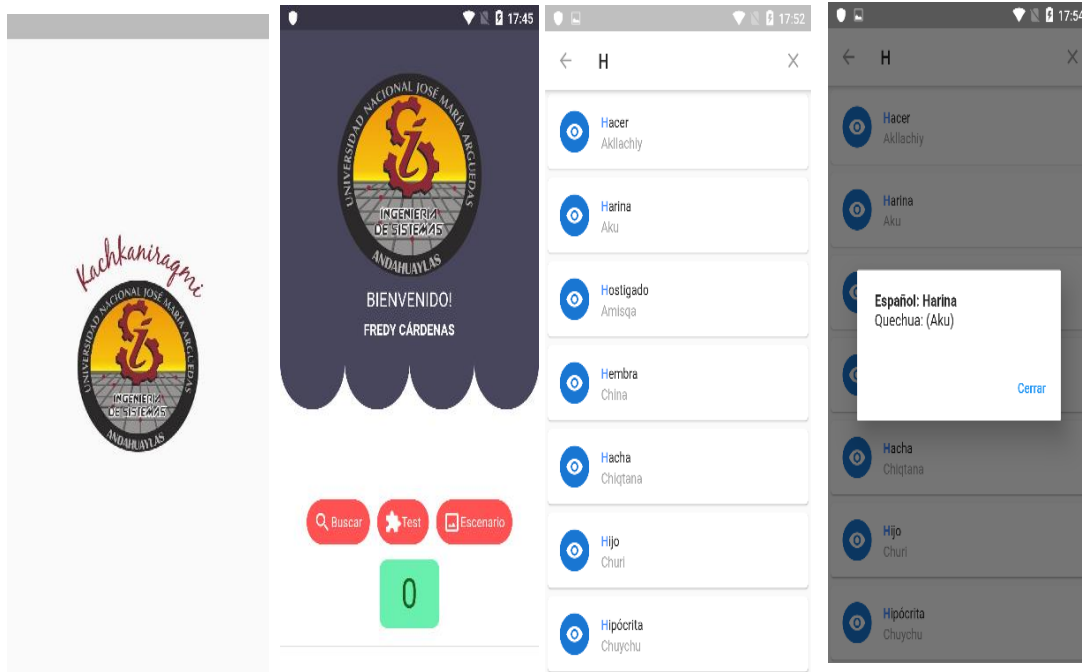 Kachkaniraqmi
UNIVERSIDAD NACIONAL JOSÉ MARÍA ARGUEDAS
INGENIERIA
DE SISTEMAS
ANDAHUAYLAS
17:45
UNIVERSIDAD NACIONAL JOSÉ MARÍA ARGUEDAS
INGENIERIA
DE SISTEMAS
ANDAHUAYLAS
BIENVENIDO!
FREDY CÁRDENAS
Buscar
Test
Escenario
0
17:52
H
Hacer
Akllachiy
Harina
Aku
Hostigado
Amisqa
Hembra
China
Hacha
Chiqtana
Hijo
Churi
Hipócrita
Chuychu
17:54
H
Hacer
Akllachiy
Harina
Aku
Español: Harina
Quechua: (Aku)
Cerrar
Hacha
Chiqtana
Hijo
Churi
Hipócrita
Chuychu